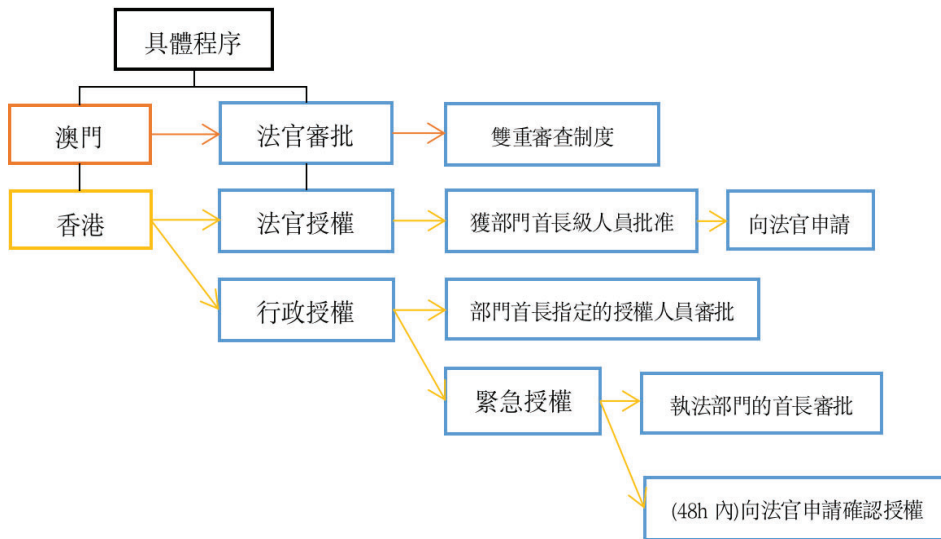 具體程序
澳門
法官審批
雙重審查制度
香港
法官授權
獲部門首長級人員批准
向法官申請
行政授權
部門首長指定的授權人員審批
緊急授權
執法部門的首長審批
(48h 內)向法官申請確認授權